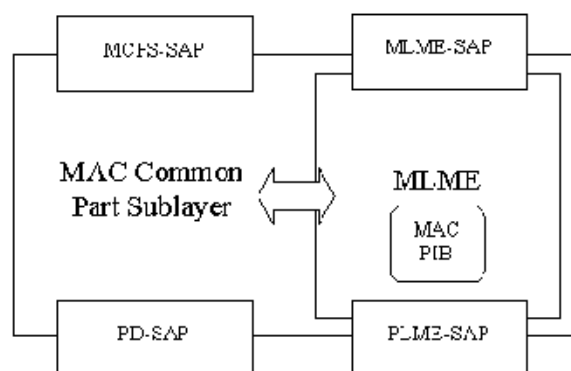 MCPS-SAP
MLME-SAP
MAC Common
Part Sublayer
MLME
MAC
PIB
PD-SAP
PLME-SAP